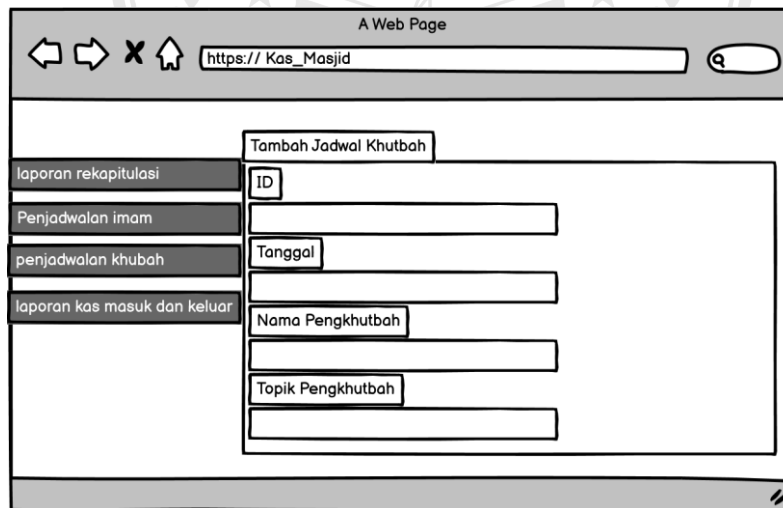 A Web Page
https:// Kas_Masjid
Tambah Jadwal Khutbah
laporan rekapitulasi
Penjadwalan imam
penjadwalan khubah
laporan kas masuk dan keluar
ID
Tanggal
Nama Pengkhutbah
Topik Pengkhutbah